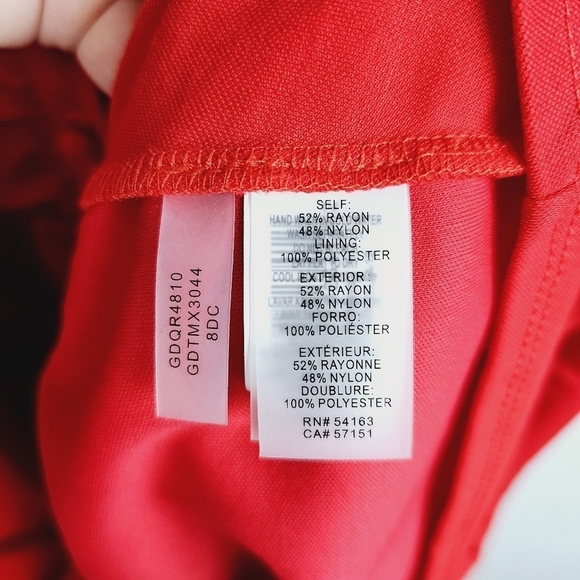 GDQR4810
GDTMX3044
8DC
SELF:
52% RAYON
48% NYLON
LINING:
100% POLYESTER
EXTERIOR:
52% RAYON
48% NYLON
FORRO:
100% POLIÉSTER
EXTÉRIEUR:
52% RAYONNE
48% NYLON
DOUBLURE:
100% POLYESTER
RN# 54163
CA# 57151